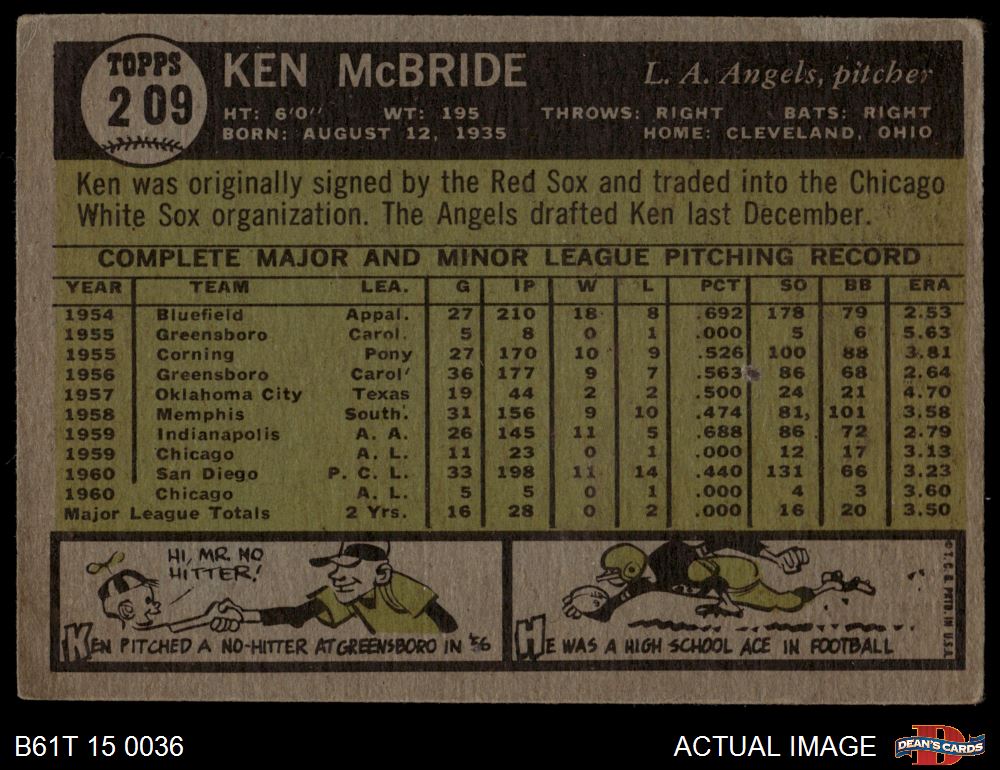 TOPPS
209
KEN McBRIDE
L. A. Angels, pitcher
HT: 6'0" WT: 195 THROWS: RIGHT BATS: RIGHT
BORN: AUGUST 12, 1935 HOME: CLEVELAND, OHIO
Ken was originally signed by the Red Sox and traded into the Chicago
White Sox organization. The Angels drafted Ken last December.
COMPLETE MAJOR AND MINOR LEAGUE PITCHING RECORD
YEAR TEAM LEA. G IP W L PCT SO BB ERA
1954 Bluefield Appal. 27 210 18 8 .692 178 79 2.53
1955 Greensboro Carol. 5 8 0 1 .000 5 6 5.63
1955 Corning Pony 27 170 10 9 .526 100 88 3.81
1956 Greensboro Carol. 36 177 9 7 .563 86 68 2.64
1957 Oklahoma City Texas 19 44 2 2 .500 24 21 4.70
1958 Memphis South. 31 156 9 10 .474 81 101 3.58
1959 Indianapolis A. A. 26 145 11 5 .688 86 72 2.79
1959 Chicago A. L. 11 23 0 1 .000 12 17 3.13
1960 San Diego P. C. L. 33 198 11 14 .440 131 66 3.23
1960 Chicago A. L. 5 5 0 1 .000 4 3 3.60
Major League Totals 2 Yrs. 16 28 0 2 .000 16 20 3.50
HI, MR. NO
HITTER!
KEN PITCHED A NO-HITTER AT GREENSBORO IN '56
HE WAS A HIGH SCHOOL ACE IN FOOTBALL
© T.C.G. PRTD. IN U.S.A.
B61T 15 0036
ACTUAL IMAGE
D
DEAN'S CARDS